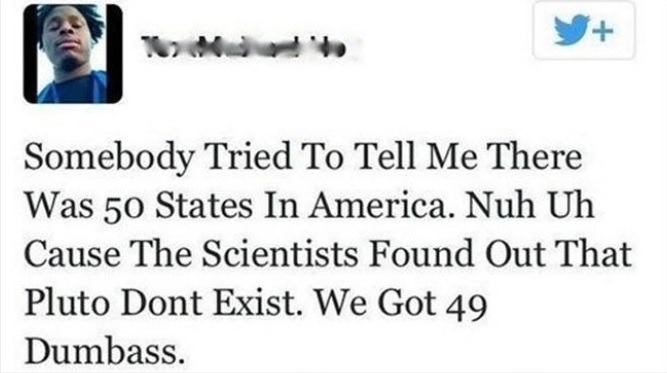 Somebody Tried To Tell Me There
Was 50 States In America. Nuh Uh
Cause The Scientists Found Out That
Pluto Dont Exist. We Got 49
Dumbass.